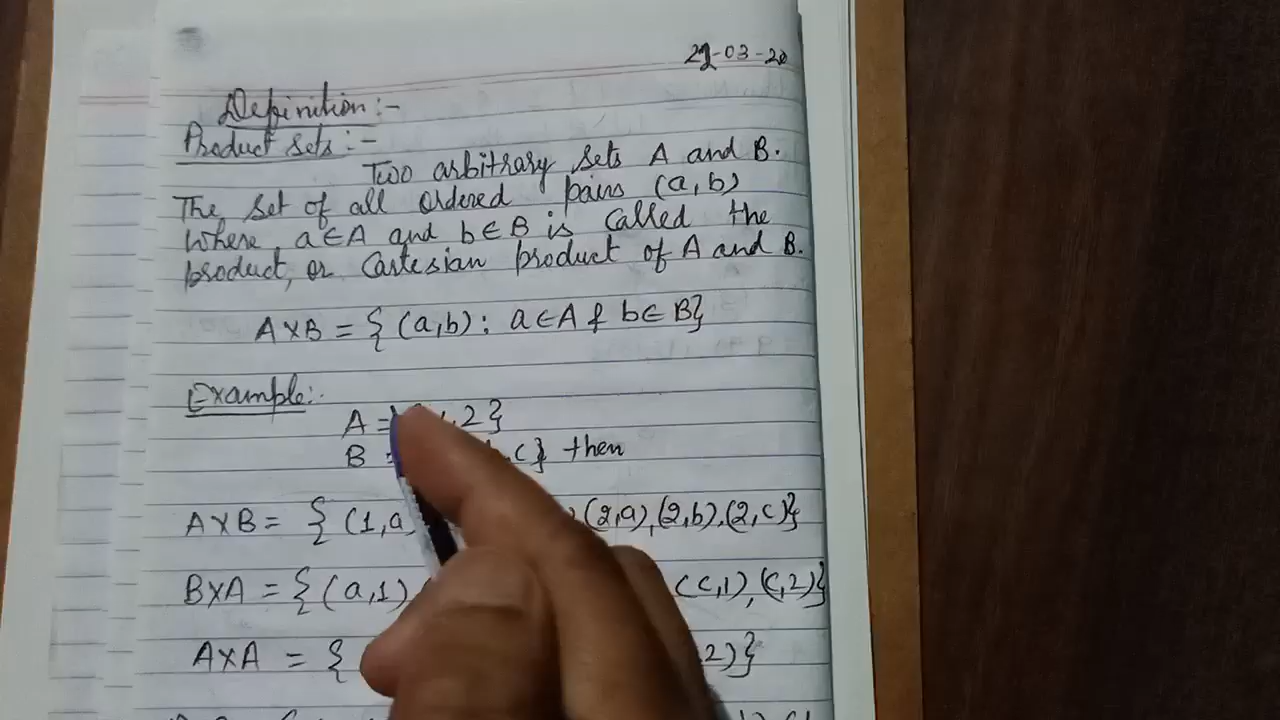 29-03-20
Definition:-
Product sets:-
Two arbitrary sets A and B.
The set of all ordered pairs (a,b)
where, a∈A and b∈B is called the
product, or Cartesian product of A and B.
A×B = { (a,b): a∈A & b∈B}
Example:-
A = 2}
B = c} then
A×B = { (1,a) (2,a), (2,b), (2,c)}
B×A = { (a,1), (c,1), (c,2)}
A×A = { 2)}